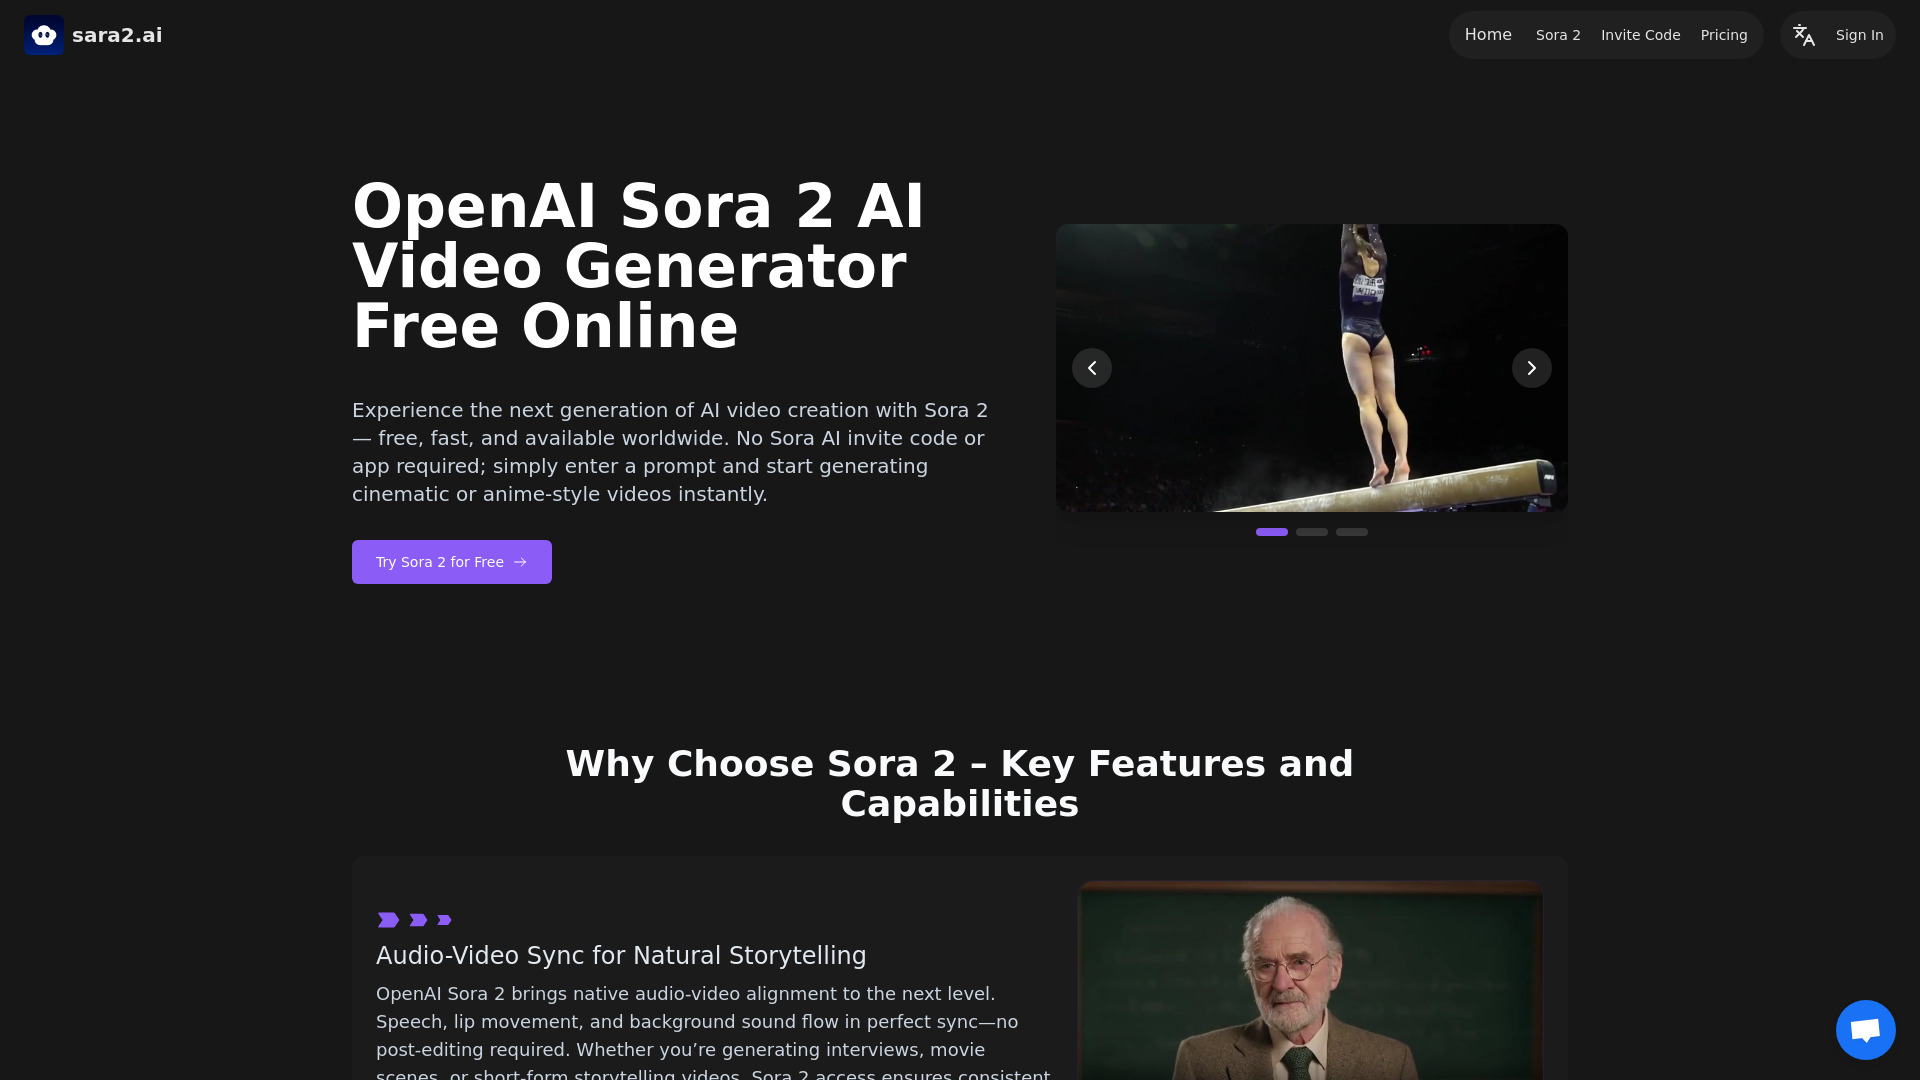 sara2.ai
Home
Sora 2
Invite Code
Pricing
Sign In
OpenAI Sora 2 AI
Video Generator
Free Online
Experience the next generation of AI video creation with Sora 2
— free, fast, and available worldwide. No Sora AI invite code or
app required; simply enter a prompt and start generating
cinematic or anime-style videos instantly.
Try Sora 2 for Free
Why Choose Sora 2 – Key Features and
Capabilities
Audio-Video Sync for Natural Storytelling
OpenAI Sora 2 brings native audio-video alignment to the next level.
Speech, lip movement, and background sound flow in perfect sync—no
post-editing required. Whether you’re generating interviews, movie
scenes, or short-form storytelling videos, Sora 2 access ensures consistent